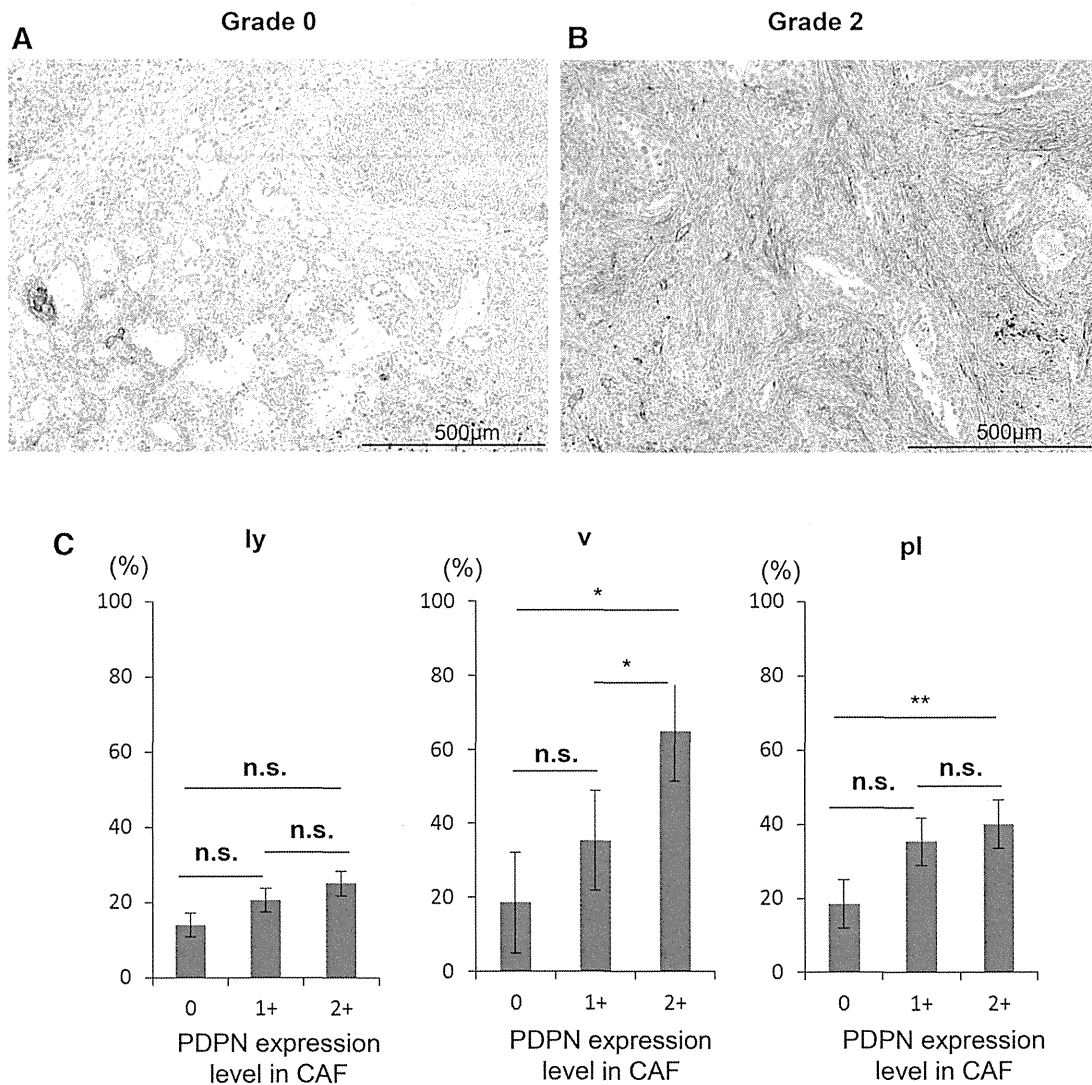 Grade 0
Grade 2
A
B
500µm
500µm
C
ly
v
pl
(%)
100
80
60
40
20
0
n.s.
n.s.
n.s.
0
1+
2+
PDPN expression
level in CAF
(%)
100
80
60
40
20
0
*
*
n.s.
0
1+
2+
PDPN expression
level in CAF
(%)
100
80
60
40
20
0
**
n.s.
n.s.
0
1+
2+
PDPN expression
level in CAF